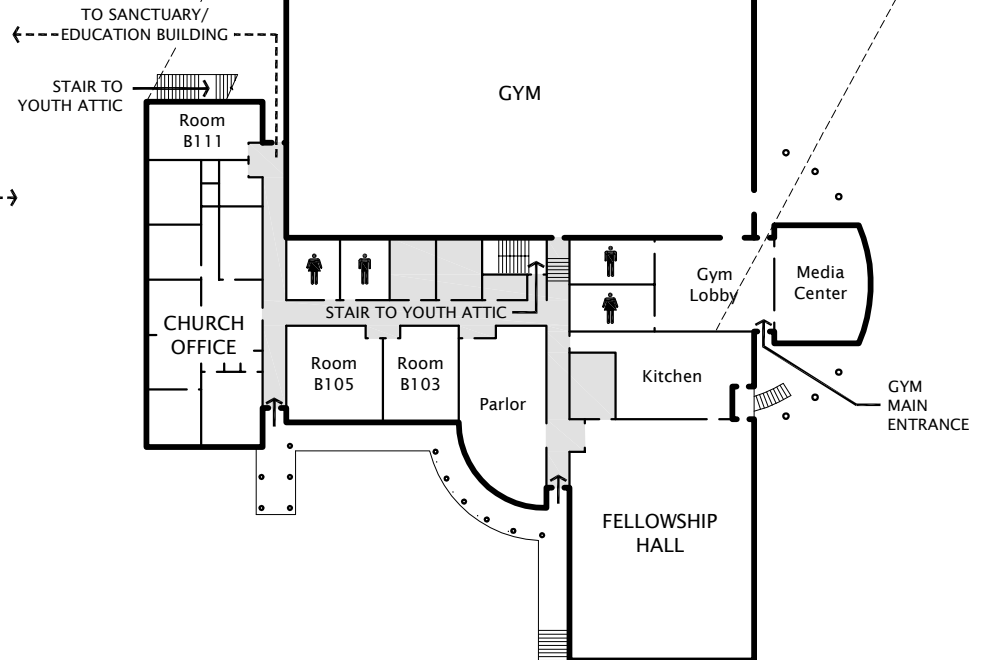 TO SANCTUARY/
EDUCATION BUILDING
STAIR TO
YOUTH ATTIC
Room
B111
GYM
Gym
Lobby
Media
Center
STAIR TO YOUTH ATTIC
CHURCH
OFFICE
Room
B105
Room
B103
Parlor
Kitchen
GYM
MAIN
ENTRANCE
FELLOWSHIP
HALL